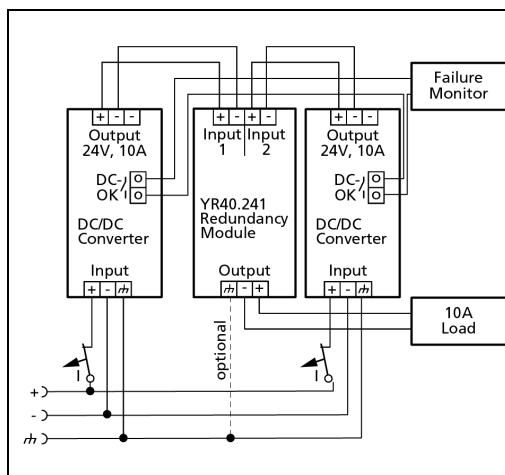 + - -
Output
24V, 10A
DC-
OK
DC/DC
Converter
Input
+ -
+ - + -
Input Input
1 2
YR40.241
Redundancy
Module
Output
- +
+ - -
Output
24V, 10A
DC-
OK
DC/DC
Converter
Input
+ -
Failure
Monitor
10A
Load
optional
I
I
+
-